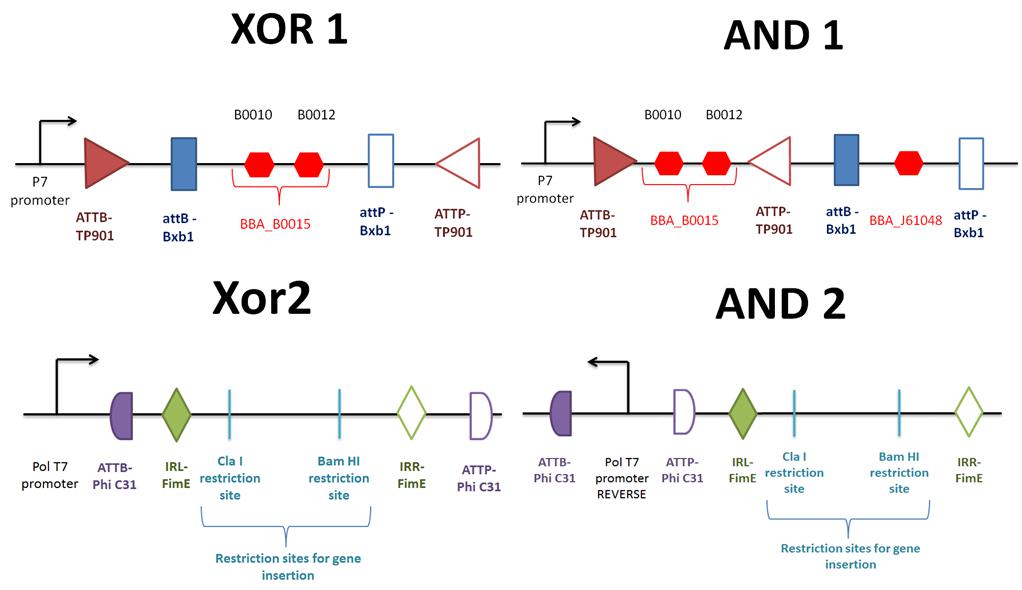 XOR 1
B0010
B0012
P7
promoter
ATTB-
TP901
attB -
Bxb1
BBA_B0015
attP -
Bxb1
ATTP-
TP901
AND 1
B0010
B0012
P7
promoter
ATTB-
TP901
BBA_B0015
ATTP-
TP901
attB -
Bxb1
BBA_J61048
attP -
Bxb1
Xor2
Pol T7
promoter
ATTB-
Phi C31
IRL-
FimE
Cla I
restriction
site
Bam HI
restriction
site
IRR-
FimE
ATTP-
Phi C31
Restriction sites for gene
insertion
AND 2
ATTB-
Phi C31
Pol T7
promoter
REVERSE
ATTP-
Phi C31
IRL-
FimE
Cla I
restriction
site
Bam HI
restriction
site
IRR-
FimE
Restriction sites for gene
insertion